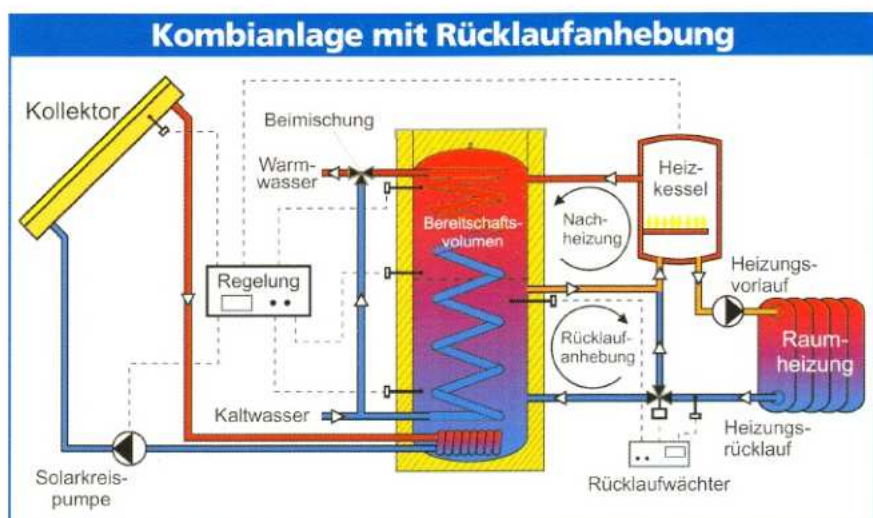 Kombianlage mit Rücklaufanhebung
Kollektor
Beimischung
Warm-
wasser
Heiz-
kessel
Bereitschafts-
volumen
Nach-
heizung
Regelung
Heizungs-
vorlauf
Rücklauf-
anhebung
Raum-
heizung
Kaltwasser
Heizungs-
rücklauf
Solarkreis-
pumpe
Rücklaufwächter